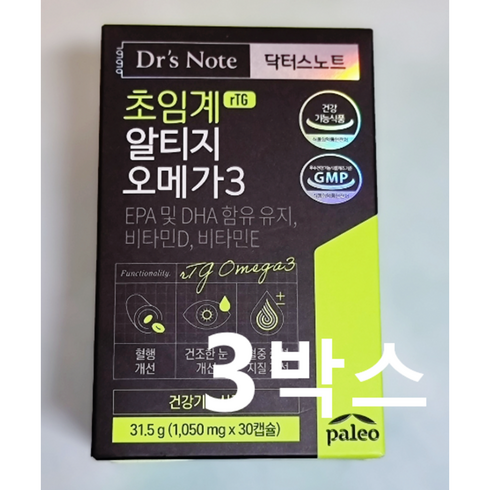 Dr's Note 닥터스노트
초임계 rTG
알티지
오메가3
EPA 및 DHA 함유 유지,
비타민D, 비타민E
건강
기능식품
GMP
Functionality.
rTG Omega3
혈행
개선
건조한 눈
개선
3박스
31.5 g (1,050 mg x 30캡슐)
paleo